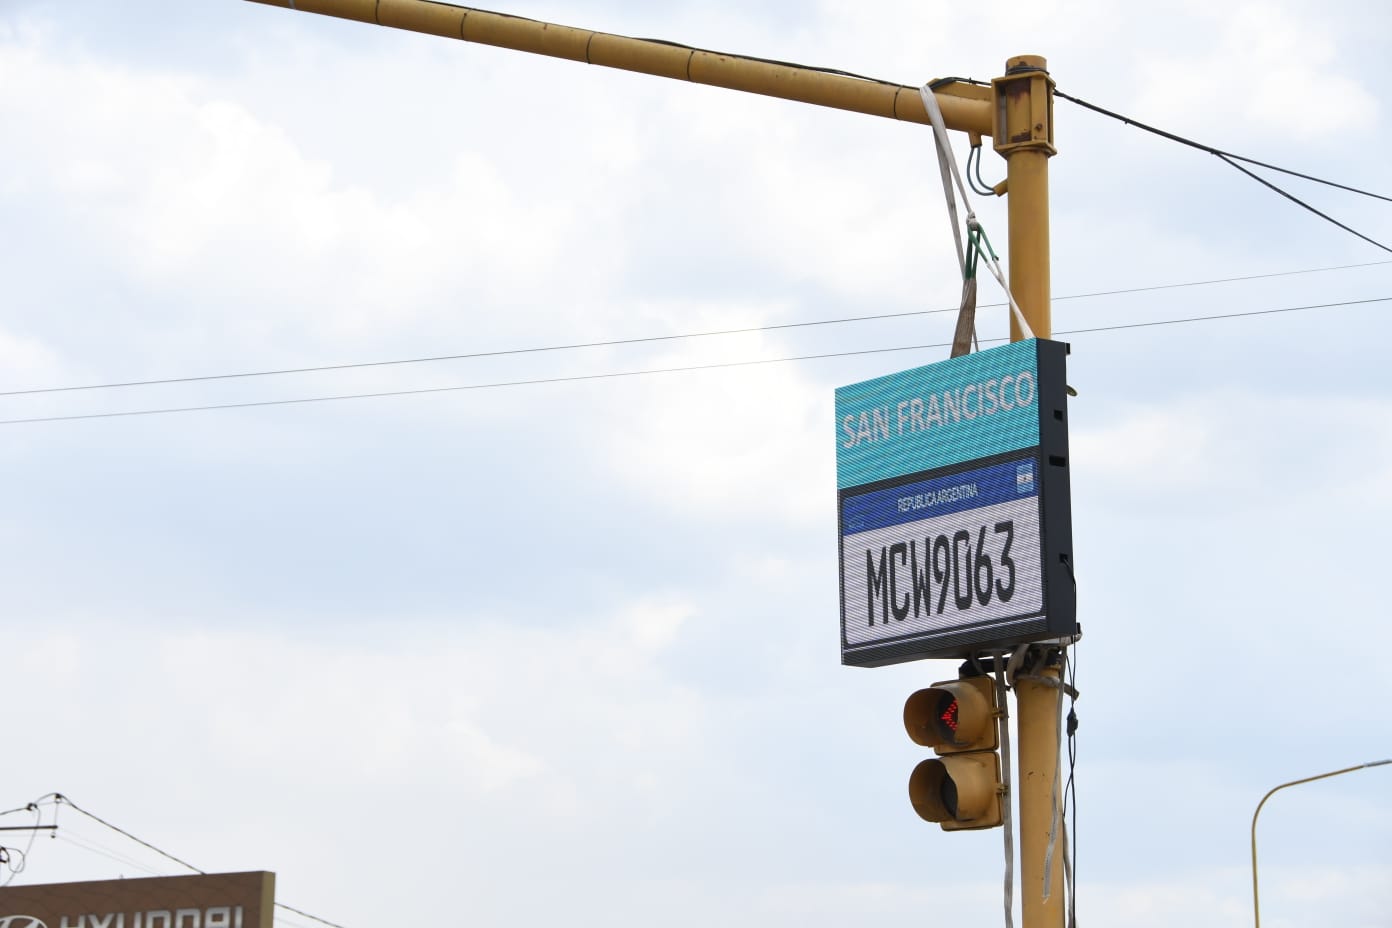 SAN FRANCISCO
REPUBLICA ARGENTINA
MCW9063
HYUNDAI